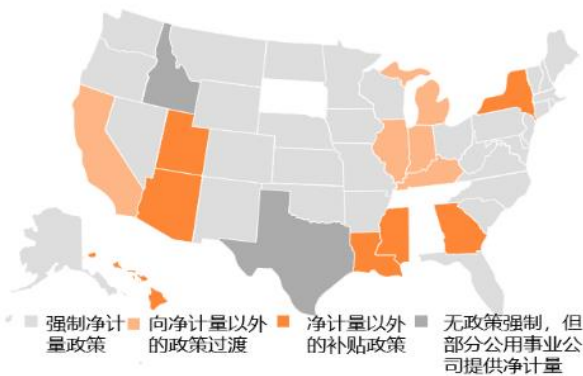 强制净计量政策
向净计量以外的政策过渡
净计量以外的补贴政策
无政策强制，但部分公用事业公司提供净计量